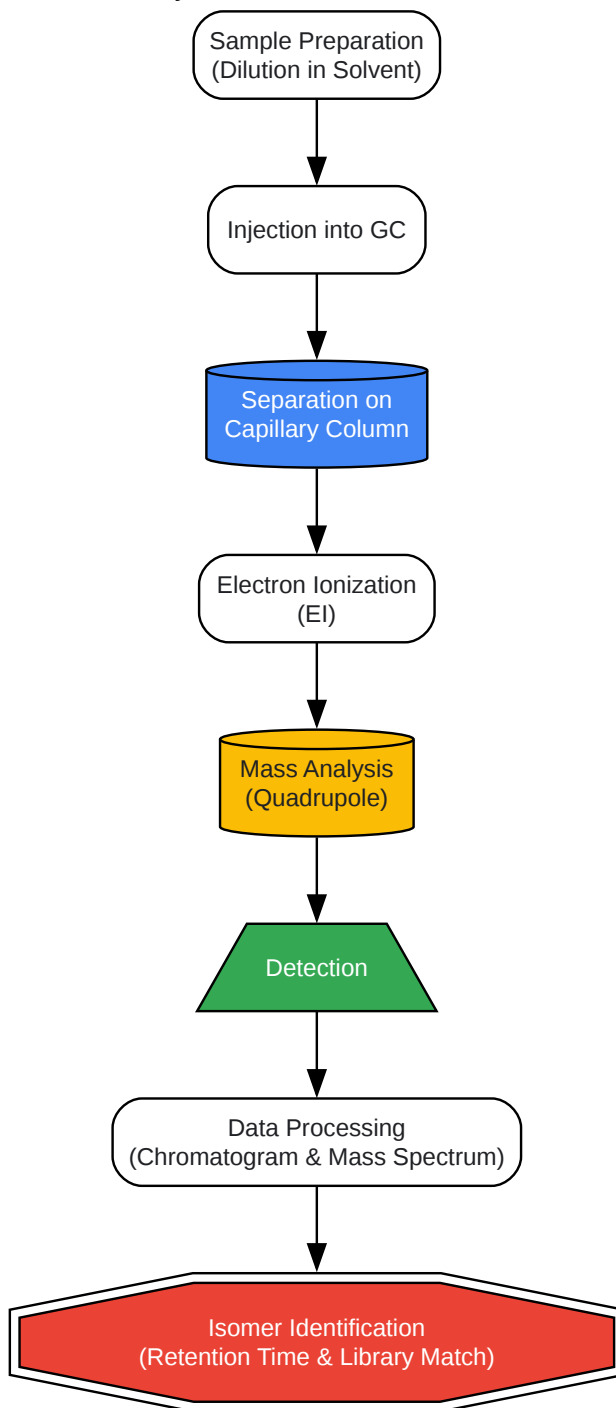 Sample Preparation
(Dilution in Solvent)
Injection into GC
Separation on
Capillary Column
Electron Ionization
(EI)
Mass Analysis
(Quadrupole)
Detection
Data Processing
(Chromatogram & Mass Spectrum)
Isomer Identification
(Retention Time & Library Match)